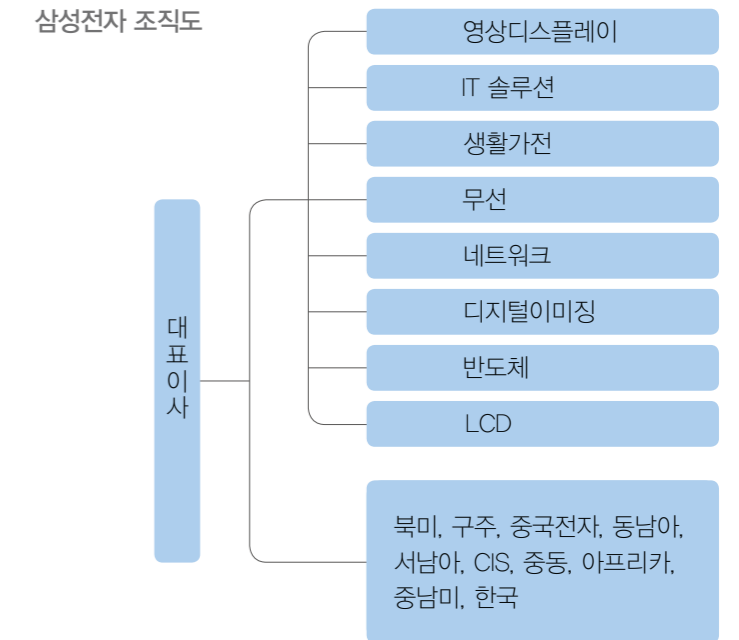 삼성전자 조직도
영상디스플레이
IT 솔루션
생활가전
무선
네트워크
디지털이미징
반도체
LCD
대표이사
북미, 구주, 중국전자, 동남아,
서남아, CIS, 중동, 아프리카,
중남미, 한국